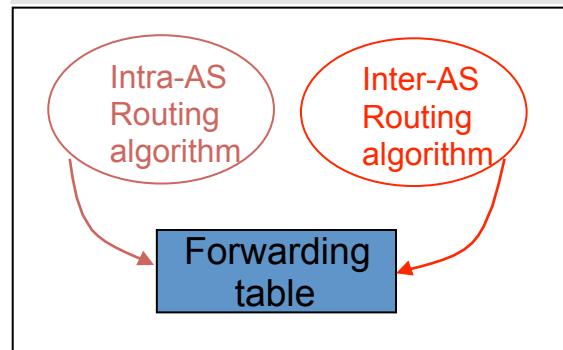 Intra-AS
Routing
algorithm
Inter-AS
Routing
algorithm
Forwarding
table